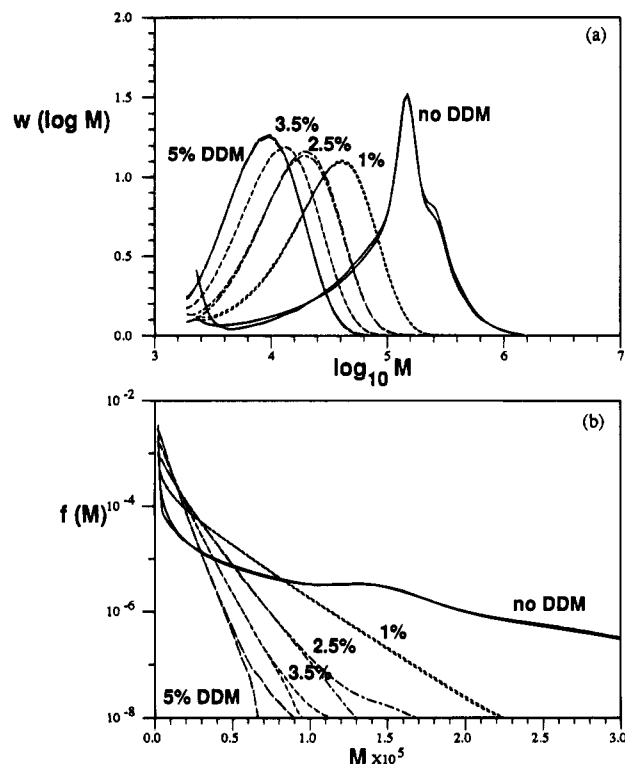 2.0
(a)
1.5
w (log M)
3.5%
no DDM
2.5%
5% DDM
1%
1.0
0.5
0.0
3 4 5 6 7
log10 M
10-2
(b)
f (M)
10-4
10-6
no DDM
1%
2.5%
3.5%
5% DDM
10-8
0.0 0.5 1.0 1.5 2.0 2.5 3.0
M x10^5